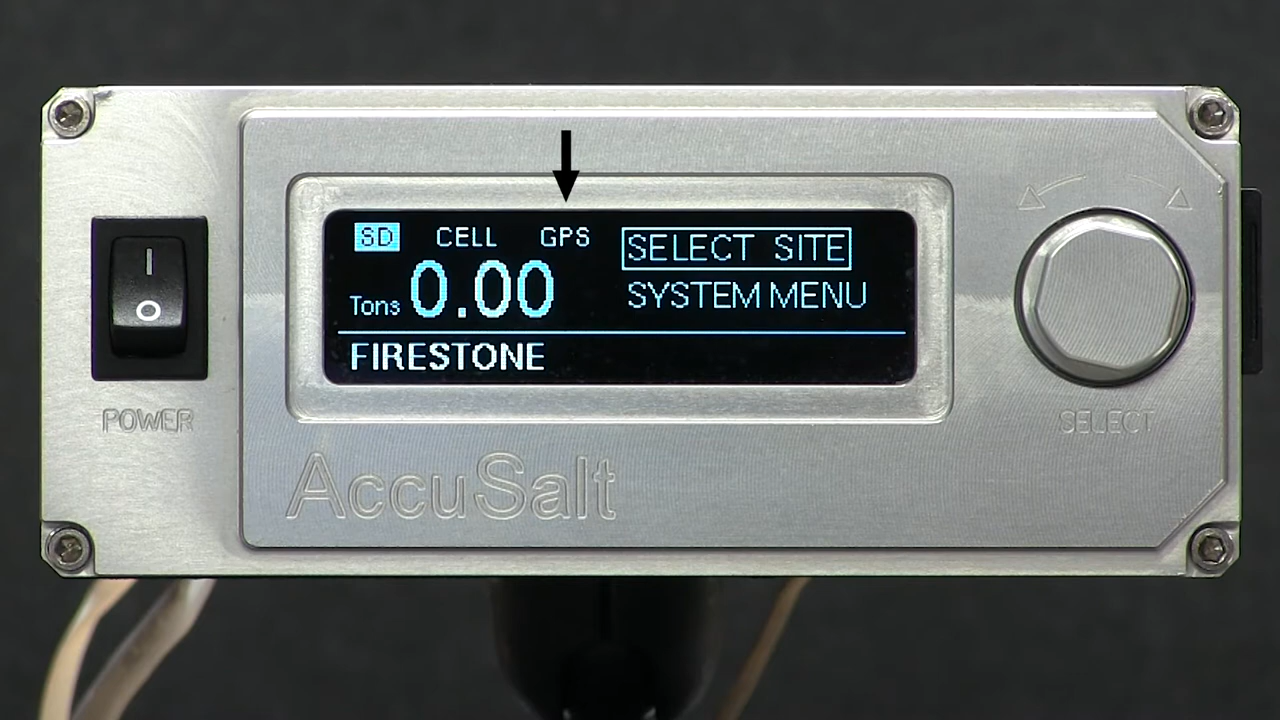 SD CELL GPS
SELECT SITE
Tons 0.00
SYSTEM MENU
FIRESTONE
POWER
SELECT
AccuSalt